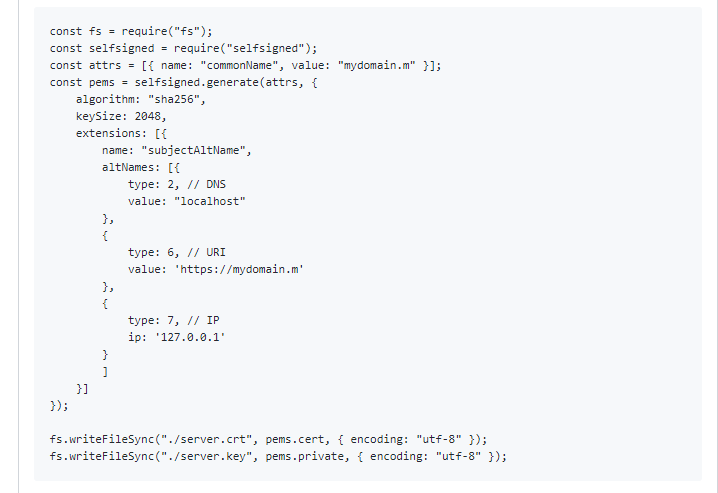 const fs = require("fs");
const selfsigned = require("selfsigned");
const attrs = [{ name: "commonName", value: "mydomain.m" }];
const pems = selfsigned.generate(attrs, {
    algorithm: "sha256",
    keySize: 2048,
    extensions: [{
        name: "subjectAltName",
        altNames: [{
            type: 2, // DNS
            value: "localhost"
        },
        {
            type: 6, // URI
            value: 'https://mydomain.m'
        },
        {
            type: 7, // IP
            ip: '127.0.0.1'
        }
        ]
    }]
});

fs.writeFileSync("./server.crt", pems.cert, { encoding: "utf-8" });
fs.writeFileSync("./server.key", pems.private, { encoding: "utf-8" });